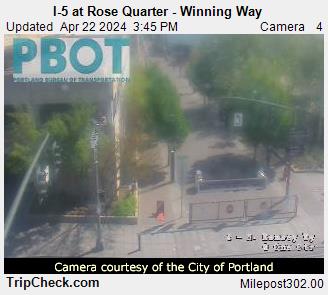 I-5 at Rose Quarter - Winning Way
Updated Apr 22 2024 3:45 PM Camera 4
PBOT
PORTLAND BUREAU OF TRANSPORTATION
Camera courtesy of the City of Portland
TripCheck.com Milepost302.00